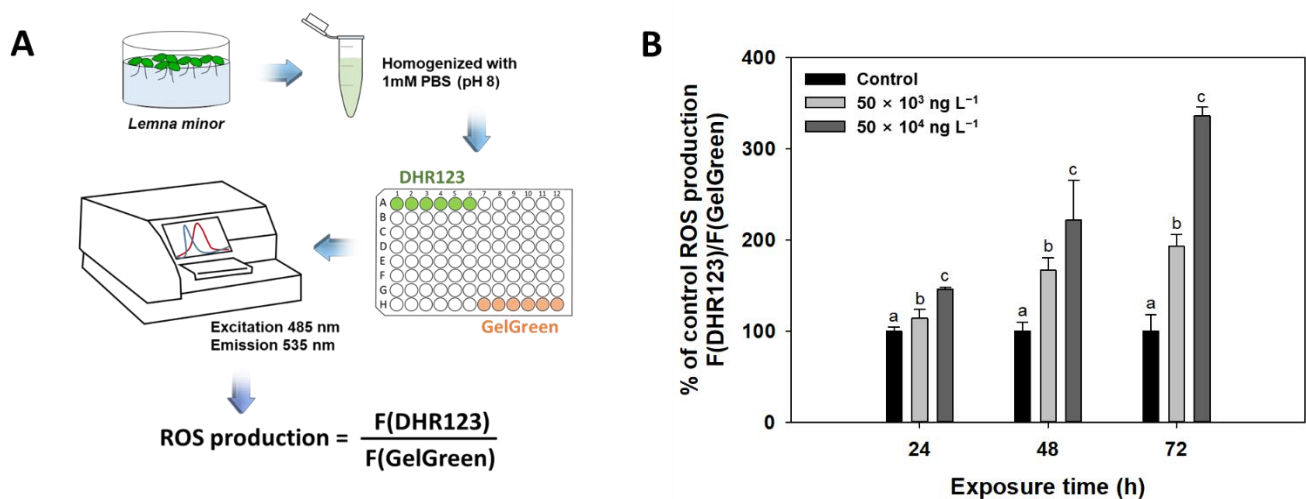 A
Lemna minor
Homogenized with
1mM PBS (pH 8)
DHR123
1 2 3 4 5 6 7 8 9 10 11 12
A
B
C
D
E
F
G
H
GelGreen
Excitation 485 nm
Emission 535 nm
ROS production = F(DHR123)
F(GelGreen)
B
% of control ROS production
F(DHR123)/F(GelGreen)
400
300
200
100
0
Control
50 × 10³ ng L⁻¹
50 × 10⁴ ng L⁻¹
a b c
a b c
a b c
24 48 72
Exposure time (h)